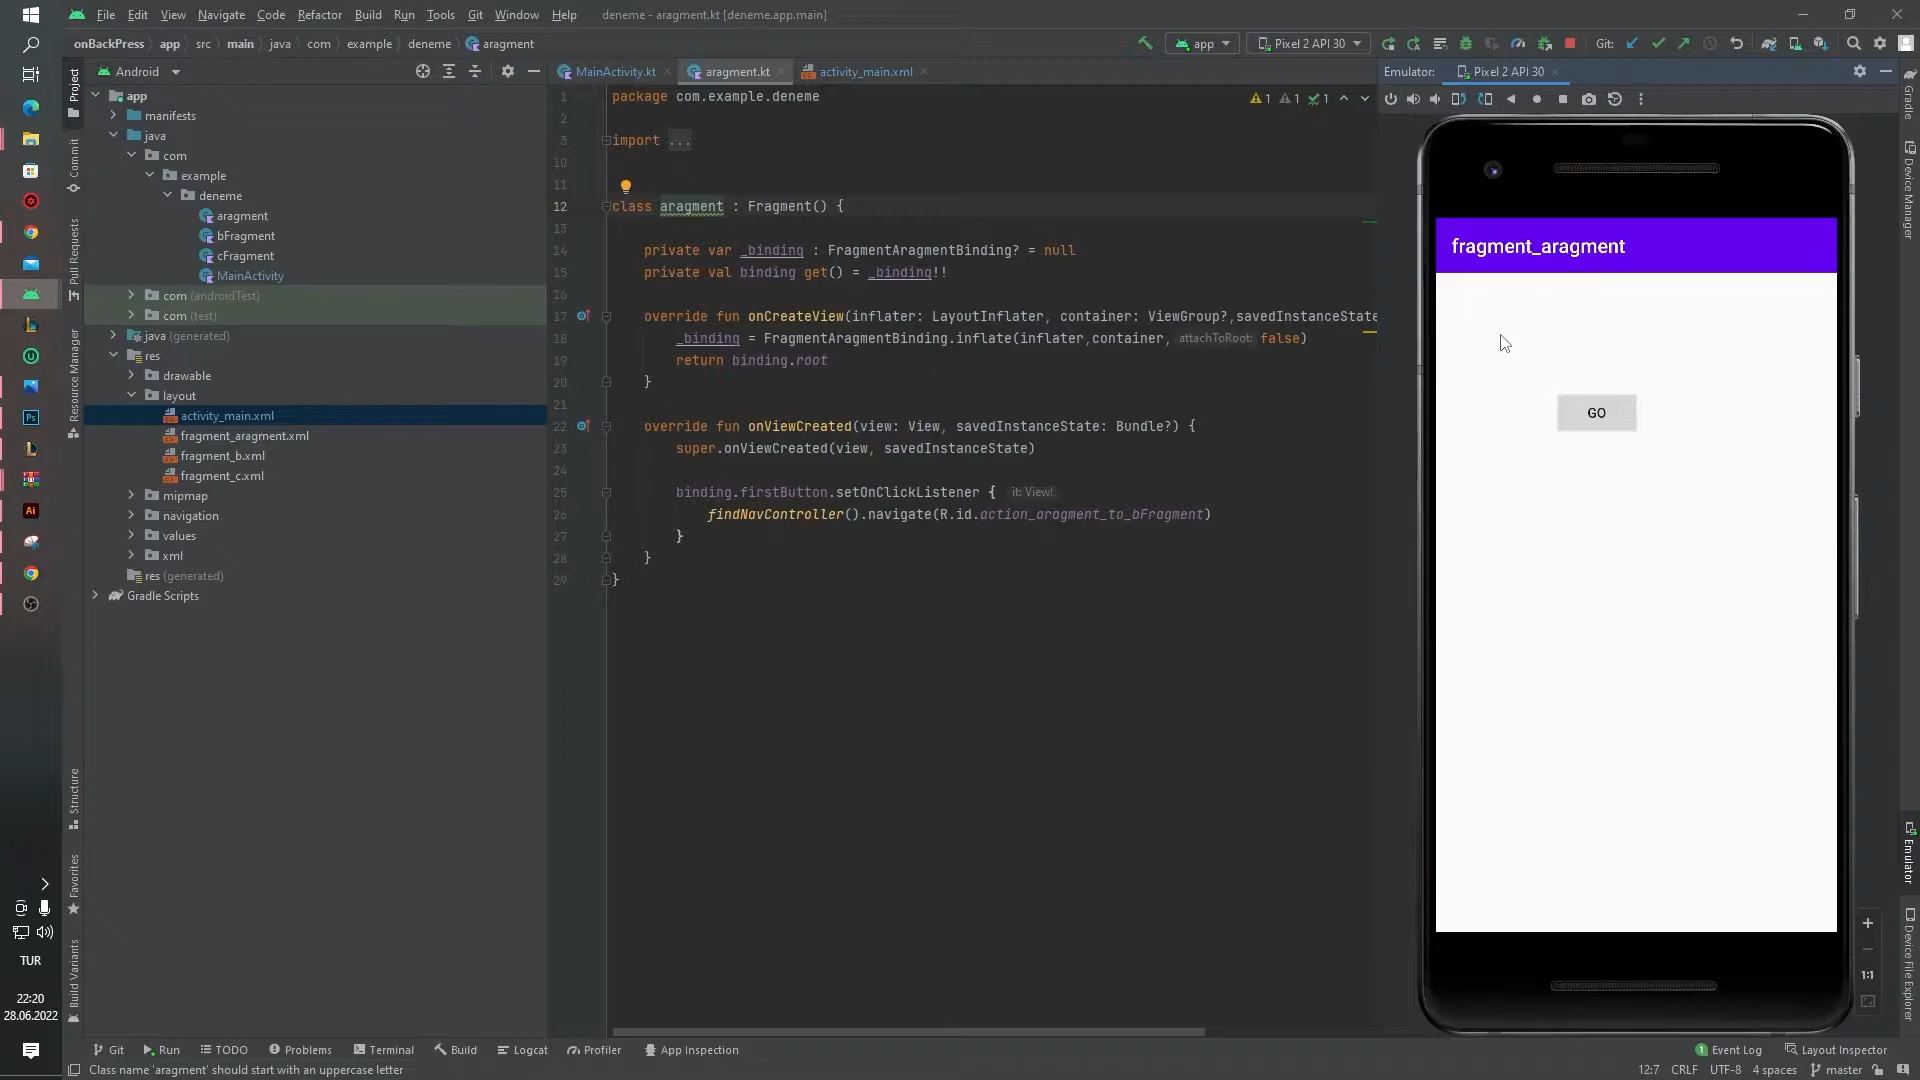 File Edit View Navigate Code Refactor Build Run Tools Git Window Help deneme - aragment.kt [deneme.app.main]
onBackPress app src main java com example deneme aragment
app Pixel 2 API 30 Git:
Android
MainActivity.kt aragment.kt activity_main.xml
Emulator: Pixel 2 API 30
Project
Commit
Pull Requests
Resource Manager
Structure
Favorites
Build Variants
app
manifests
java
com
example
deneme
aragment
bFragment
cFragment
MainActivity
com (androidTest)
com (test)
java (generated)
res
drawable
layout
activity_main.xml
fragment_aragment.xml
fragment_b.xml
fragment_c.xml
mipmap
navigation
values
xml
res (generated)
Gradle Scripts
1 package com.example.deneme
1 1 1
2
3 import ...
10
11
12 class aragment : Fragment() {
13
14 private var _binding : FragmentAragmentBinding? = null
15 private val binding get() = _binding!!
16
17 override fun onCreateView(inflater: LayoutInflater, container: ViewGroup?,savedInstanceState
18 _binding = FragmentAragmentBinding.inflate(inflater,container, attachToRoot: false)
19 return binding.root
20 }
21
22 override fun onViewCreated(view: View, savedInstanceState: Bundle?) {
23 super.onViewCreated(view, savedInstanceState)
24
25 binding.firstButton.setOnClickListener { it: View!
26 findNavController().navigate(R.id.action_aragment_to_bFragment)
27 }
28 }
29 }
fragment_aragment
GO
Gradle
Device Manager
Emulator
Device File Explorer
1:1
Ps
Ai
TUR
22:20
28.06.2022
Git Run TODO Problems Terminal Build Logcat Profiler App Inspection
1 Event Log Layout Inspector
Class name 'aragment' should start with an uppercase letter
12:7 CRLF UTF-8 4 spaces master